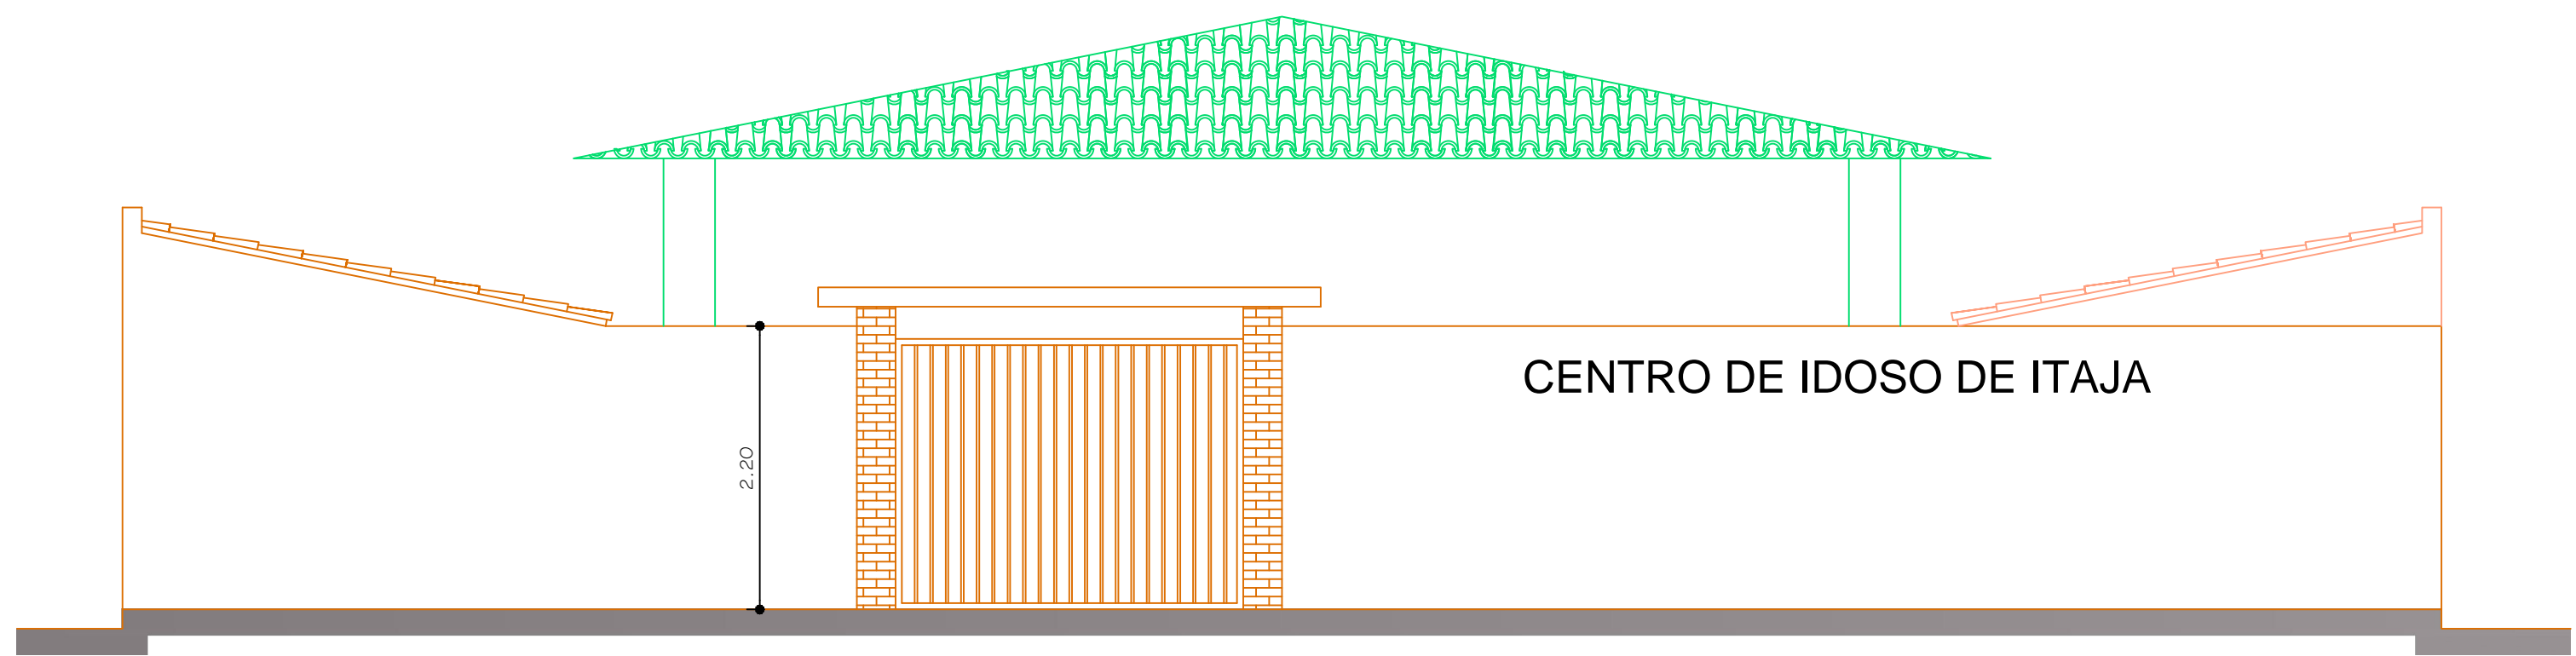 CENTRO DE IDOSO DE ITAJA
2.20